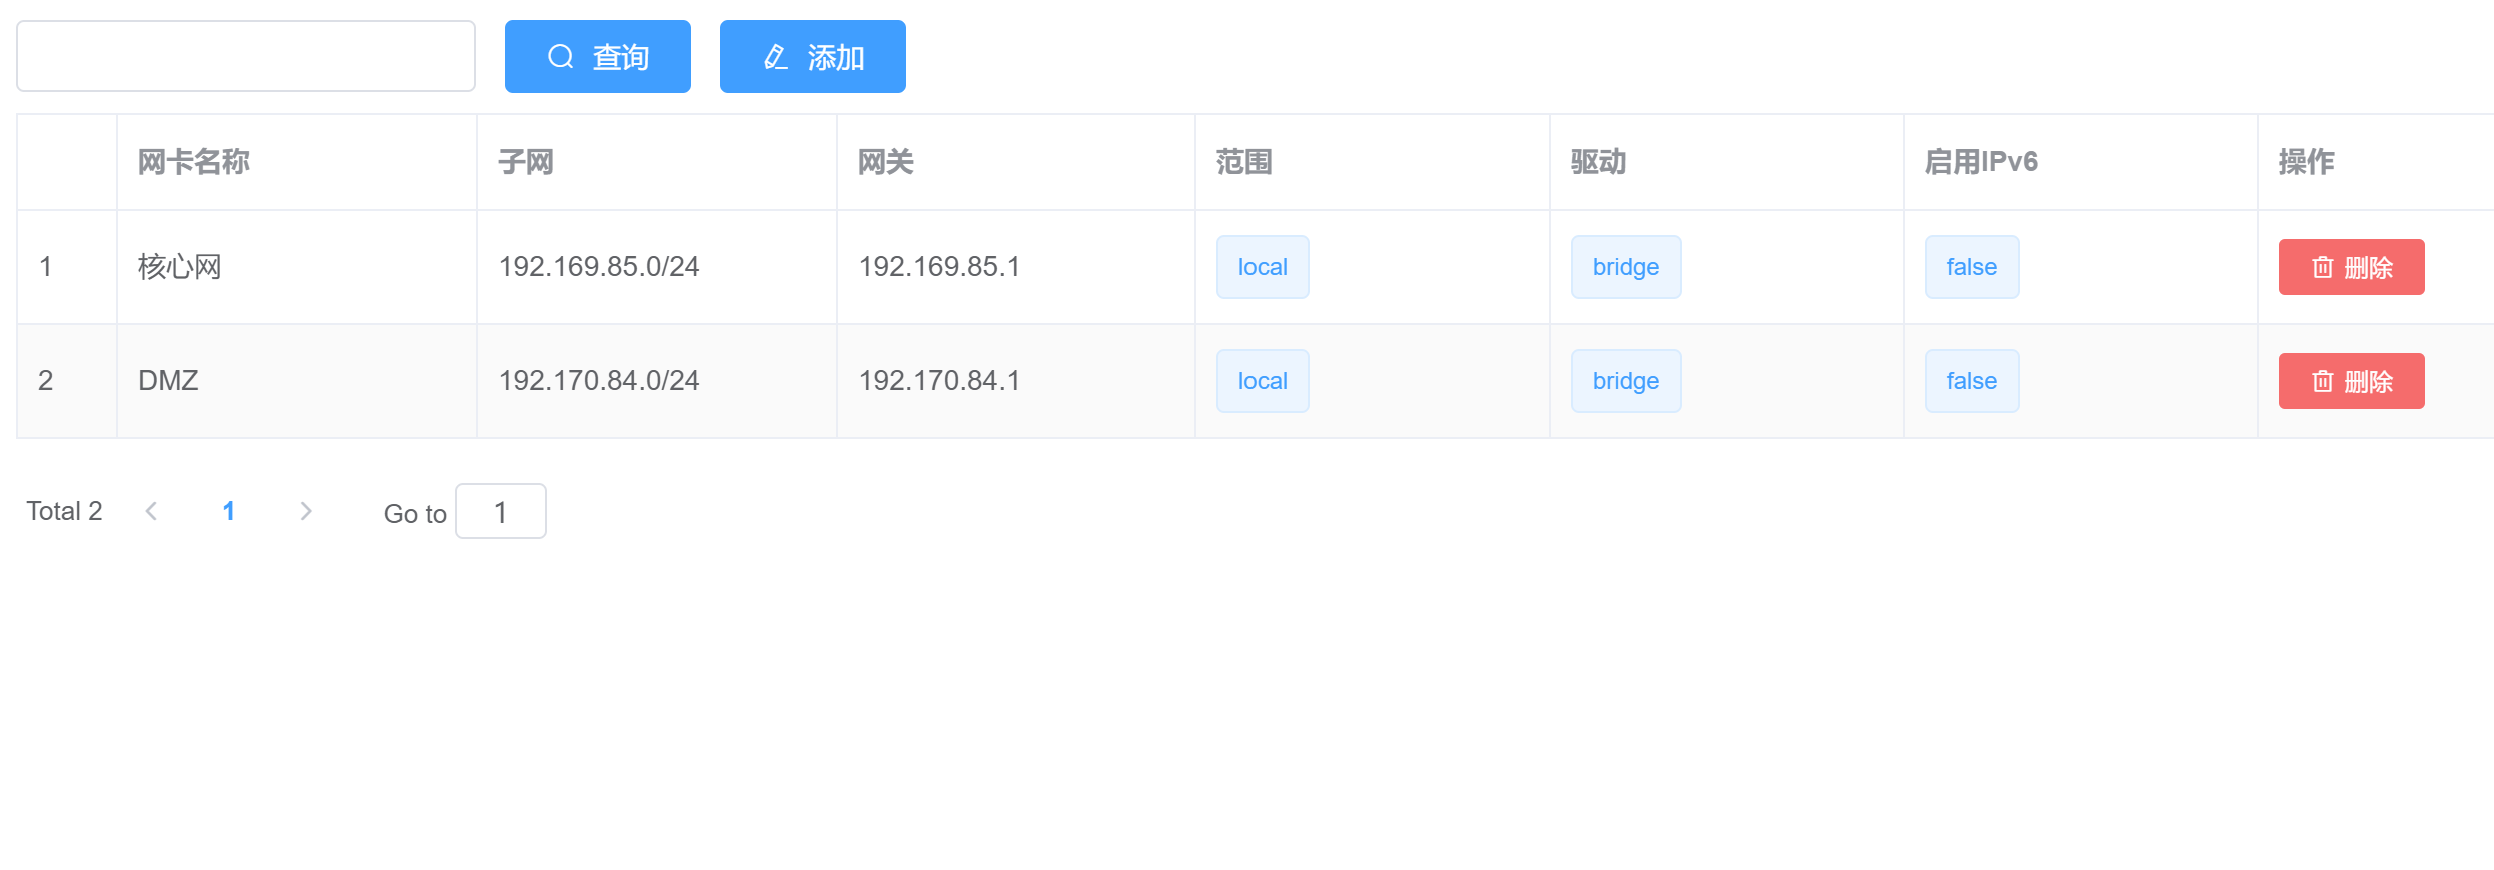 查询 添加
网卡名称 子网 网关 范围 驱动 启用IPv6 操作
1 核心网 192.169.85.0/24 192.169.85.1 local bridge false 删除
2 DMZ 192.170.84.0/24 192.170.84.1 local bridge false 删除
Total 2 1 Go to 1